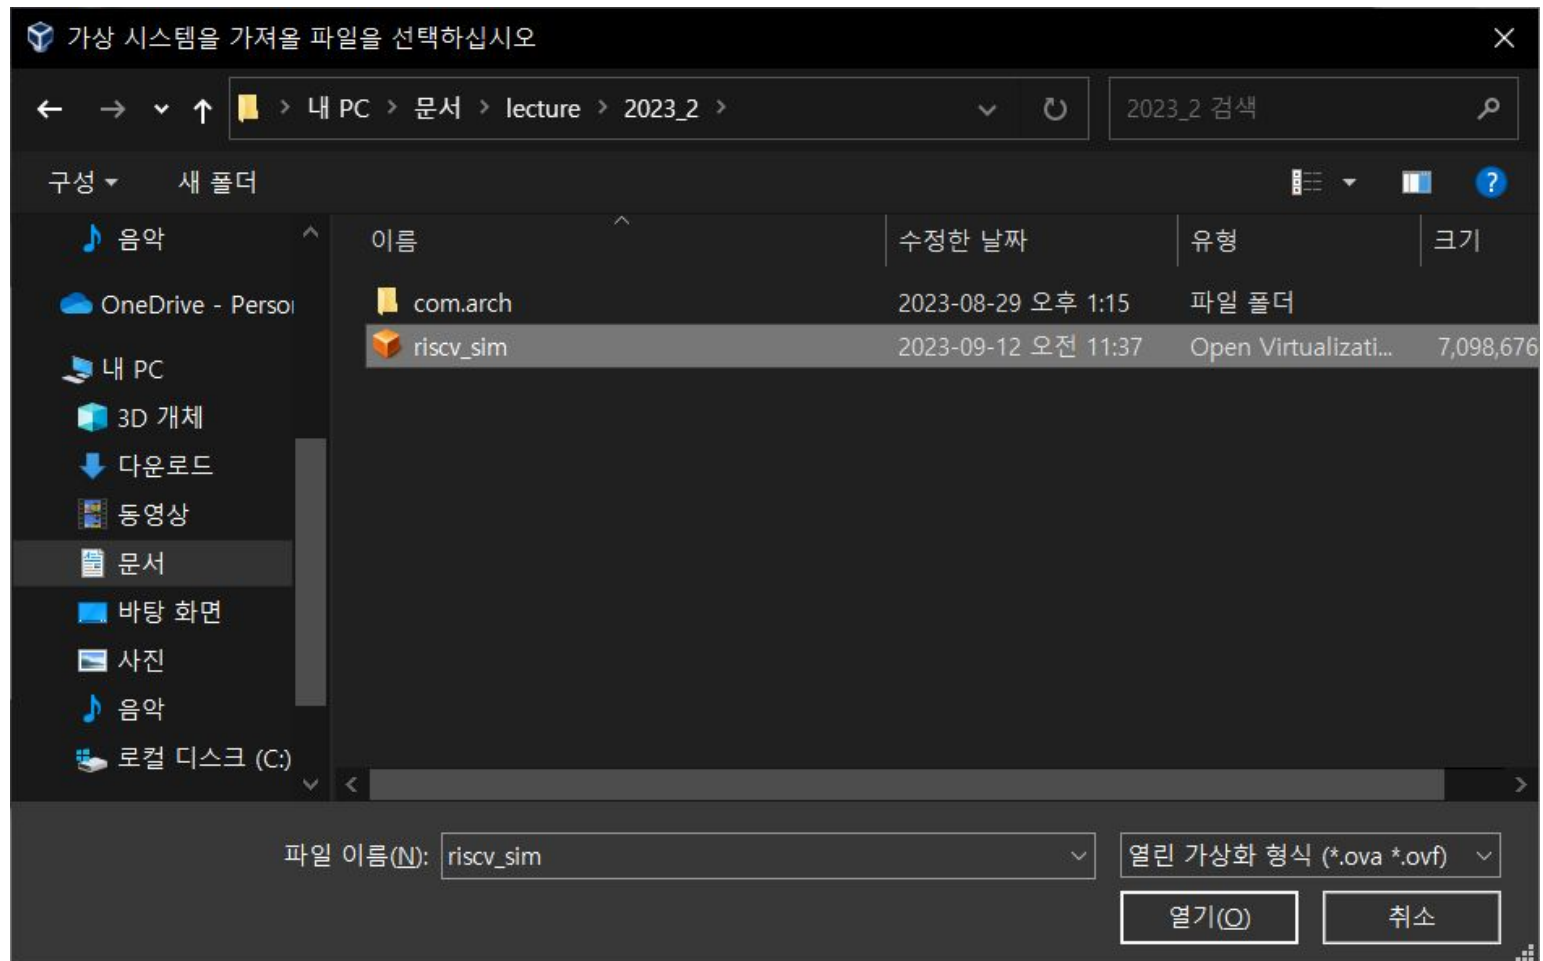 가상 시스템을 가져올 파일을 선택하십시오
내 PC > 문서 > lecture > 2023_2 >
2023_2 검색
구성
새 폴더
음악
OneDrive - Person
내 PC
3D 개체
다운로드
동영상
문서
바탕 화면
사진
음악
로컬 디스크 (C:)
이름 수정한 날짜 유형 크기
com.arch 2023-08-29 오후 1:15 파일 폴더
riscv_sim 2023-09-12 오전 11:37 Open Virtualizati... 7,098,676
파일 이름(N): riscv_sim 열린 가상화 형식 (*.ova *.ovf)
열기(O) 취소